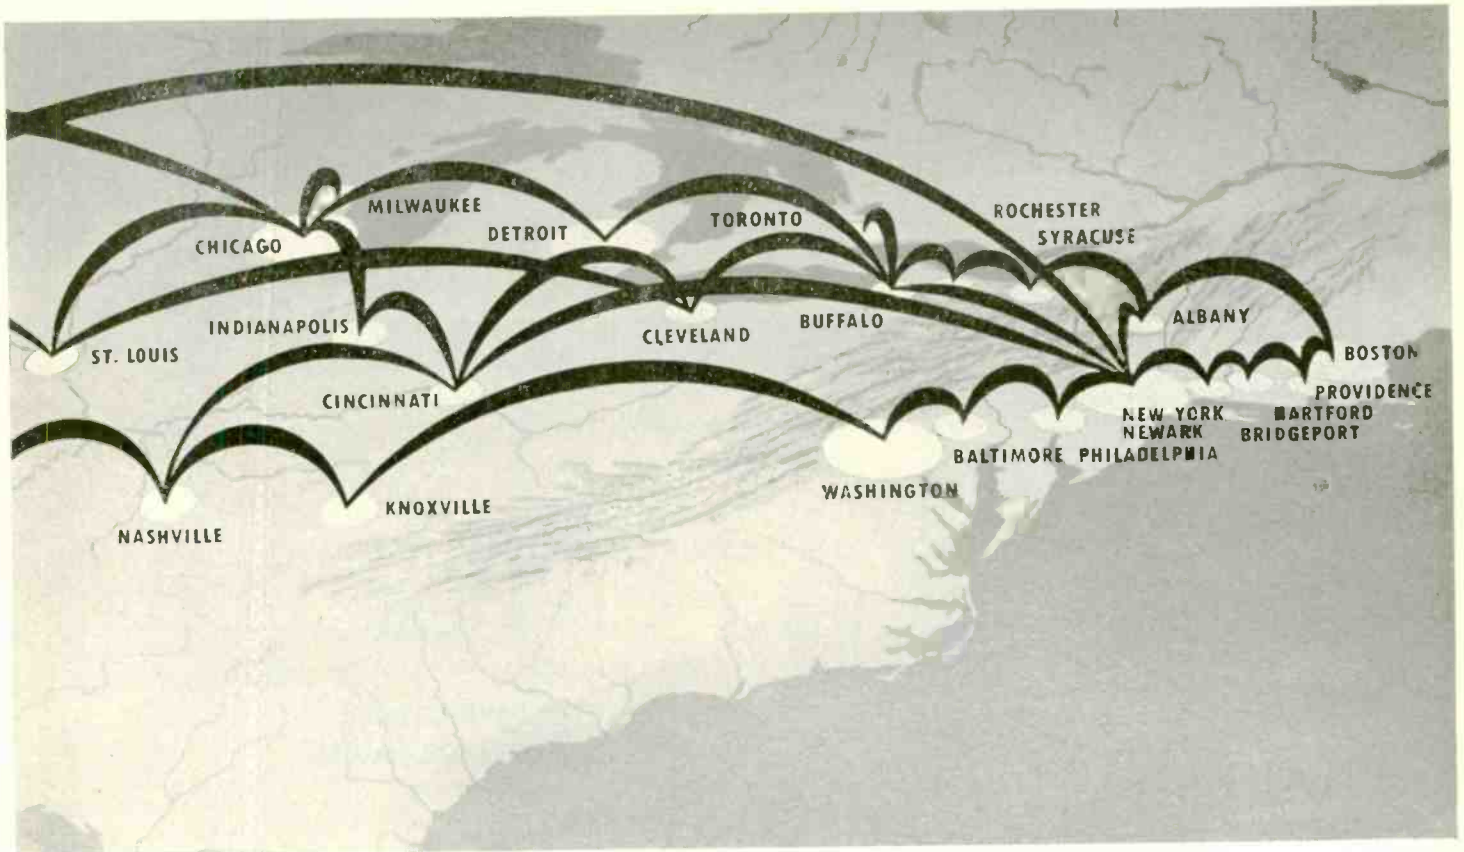 ROCHESTER
MILWAUKEE
TORONTO
DETROIT
SYRACUSE
CHICAGO
ALBANY
BUFFALO
INDIANAPOLIS
CLEVELAND
ST. LOUIS
BOSTON
PROVIDENCE
CINCINNATI
NEW YORK HARTFORD
NEWARK BRIDGEPORT
BALTIMORE PHILADELPHIA
WASHINGTON
KNOXVILLE
NASHVILLE